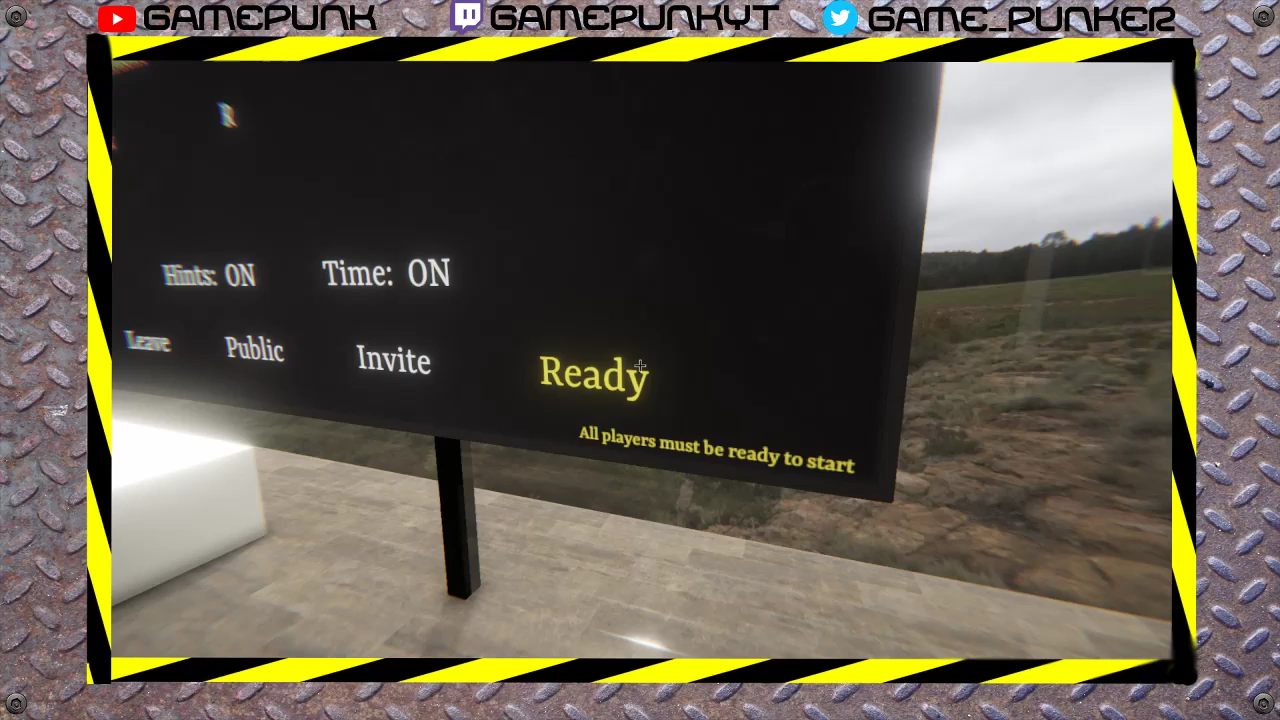 GAMEPUNK
GAMEPUNKYT
GAME_PUNKER
R
Hints: ON
Time: ON
Leave
Public
Invite
Ready
All players must be ready to start